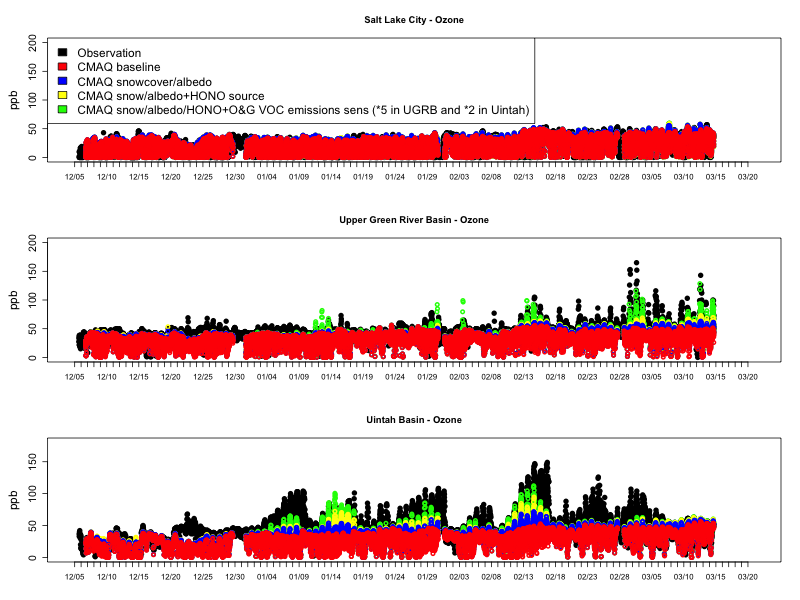 Salt Lake City - Ozone
ppb
0 50 100 150 200
Observation
CMAQ baseline
CMAQ snowcover/albedo
CMAQ snow/albedo+HONO source
CMAQ snow/albedo/HONO+O&G VOC emissions sens (*5 in UGRB and *2 in Uintah)
12/05 12/10 12/15 12/20 12/25 12/30 01/04 01/09 01/14 01/19 01/24 01/29 02/03 02/08 02/13 02/18 02/23 02/28 03/05 03/10 03/15 03/20
Upper Green River Basin - Ozone
ppb
0 50 100 150 200
12/05 12/10 12/15 12/20 12/25 12/30 01/04 01/09 01/14 01/19 01/24 01/29 02/03 02/08 02/13 02/18 02/23 02/28 03/05 03/10 03/15 03/20
Uintah Basin - Ozone
ppb
0 50 100 150
12/05 12/10 12/15 12/20 12/25 12/30 01/04 01/09 01/14 01/19 01/24 01/29 02/03 02/08 02/13 02/18 02/23 02/28 03/05 03/10 03/15 03/20